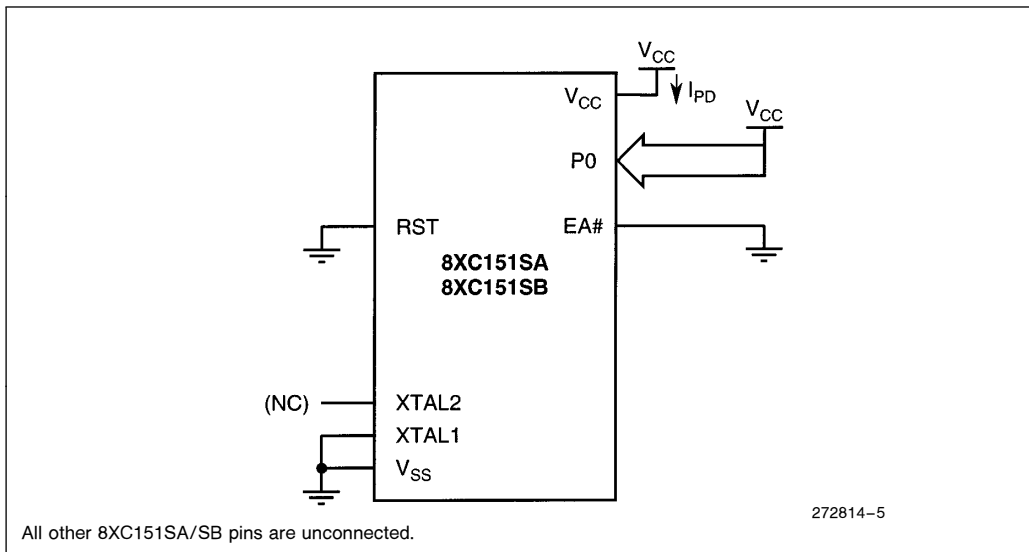 V_CC
V_CC
I_PD
V_CC
P0
RST
EA#
8XC151SA
8XC151SB
(NC)
XTAL2
XTAL1
V_SS
272814–5
All other 8XC151SA/SB pins are unconnected.